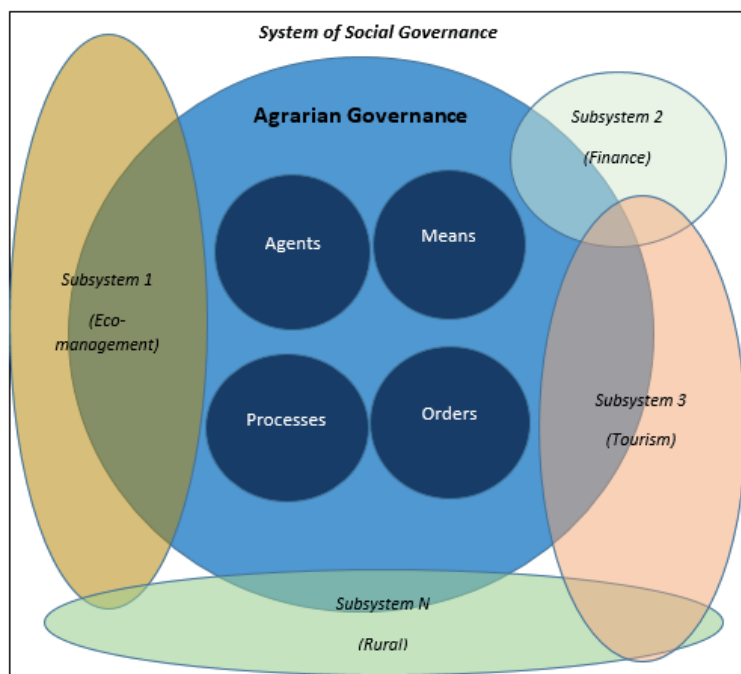 System of Social Governance
Agrarian Governance
Subsystem 2
(Finance)
Agents
Means
Subsystem 1
(Eco-
management)
Processes
Orders
Subsystem 3
(Tourism)
Subsystem N
(Rural)